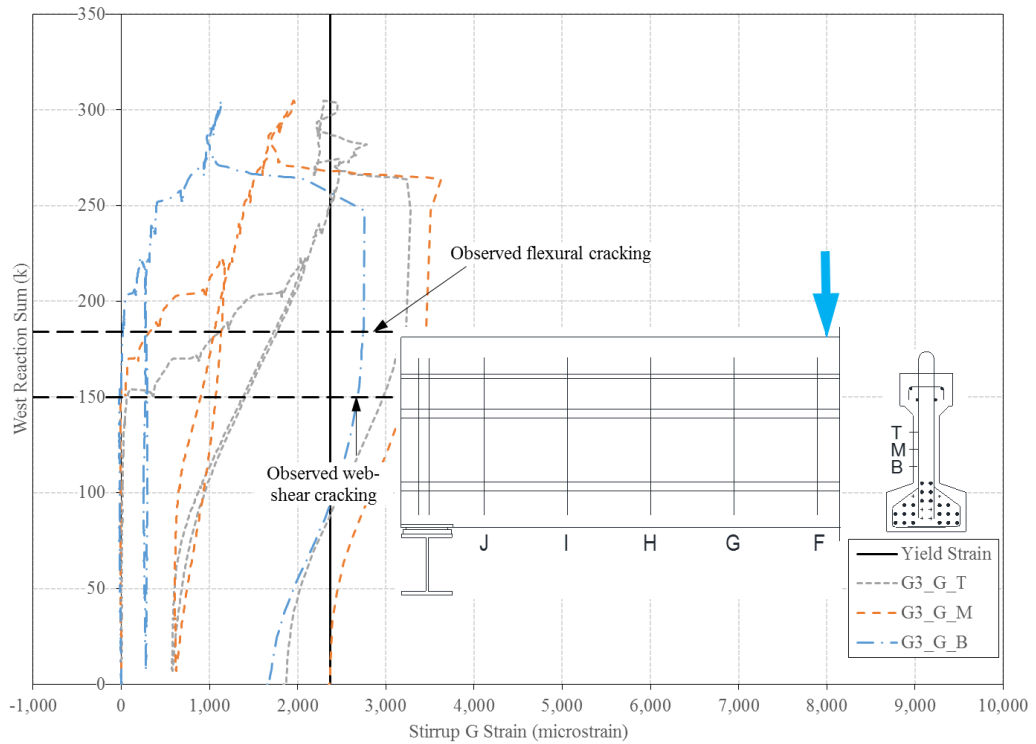 350
300
250
200
150
100
50
0
West Reaction Sum (k)
-1,000
0
1,000
2,000
3,000
4,000
5,000
6,000
7,000
8,000
9,000
10,000
Stirrup G Strain (microstrain)
Observed flexural cracking
Observed web-
shear cracking
J I H G F
T
M
B
Yield Strain
G3_G_T
G3_G_M
G3_G_B